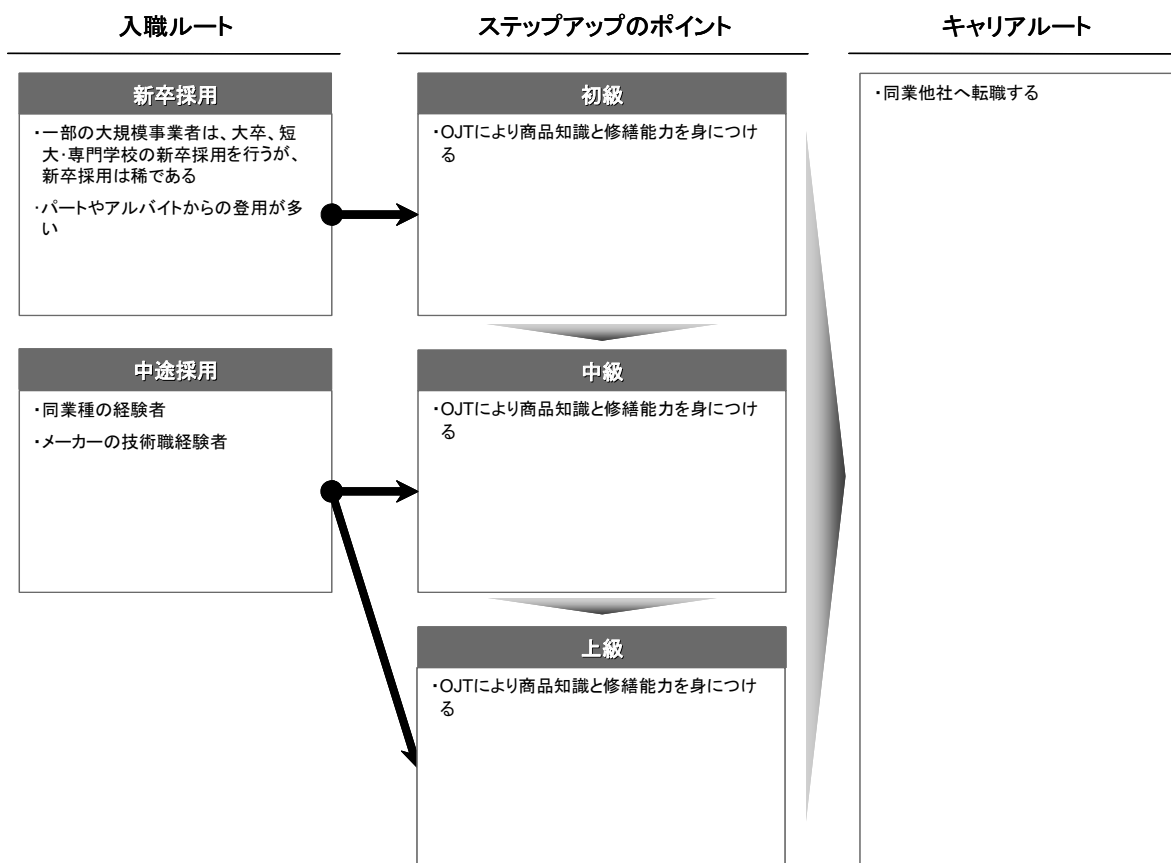 入職ルート
ステップアップのポイント
キャリアルート
新卒採用
・一部の大規模事業者は、大卒、短
大・専門学校の新卒採用を行うが、
新卒採用は稀である
・パートやアルバイトからの登用が多
い
初級
・OJTにより商品知識と修繕能力を身につけ
る
・同業他社へ転職する
中途採用
・同業種の経験者
・メーカーの技術職経験者
中級
・OJTにより商品知識と修繕能力を身につけ
る
上級
・OJTにより商品知識と修繕能力を身につけ
る